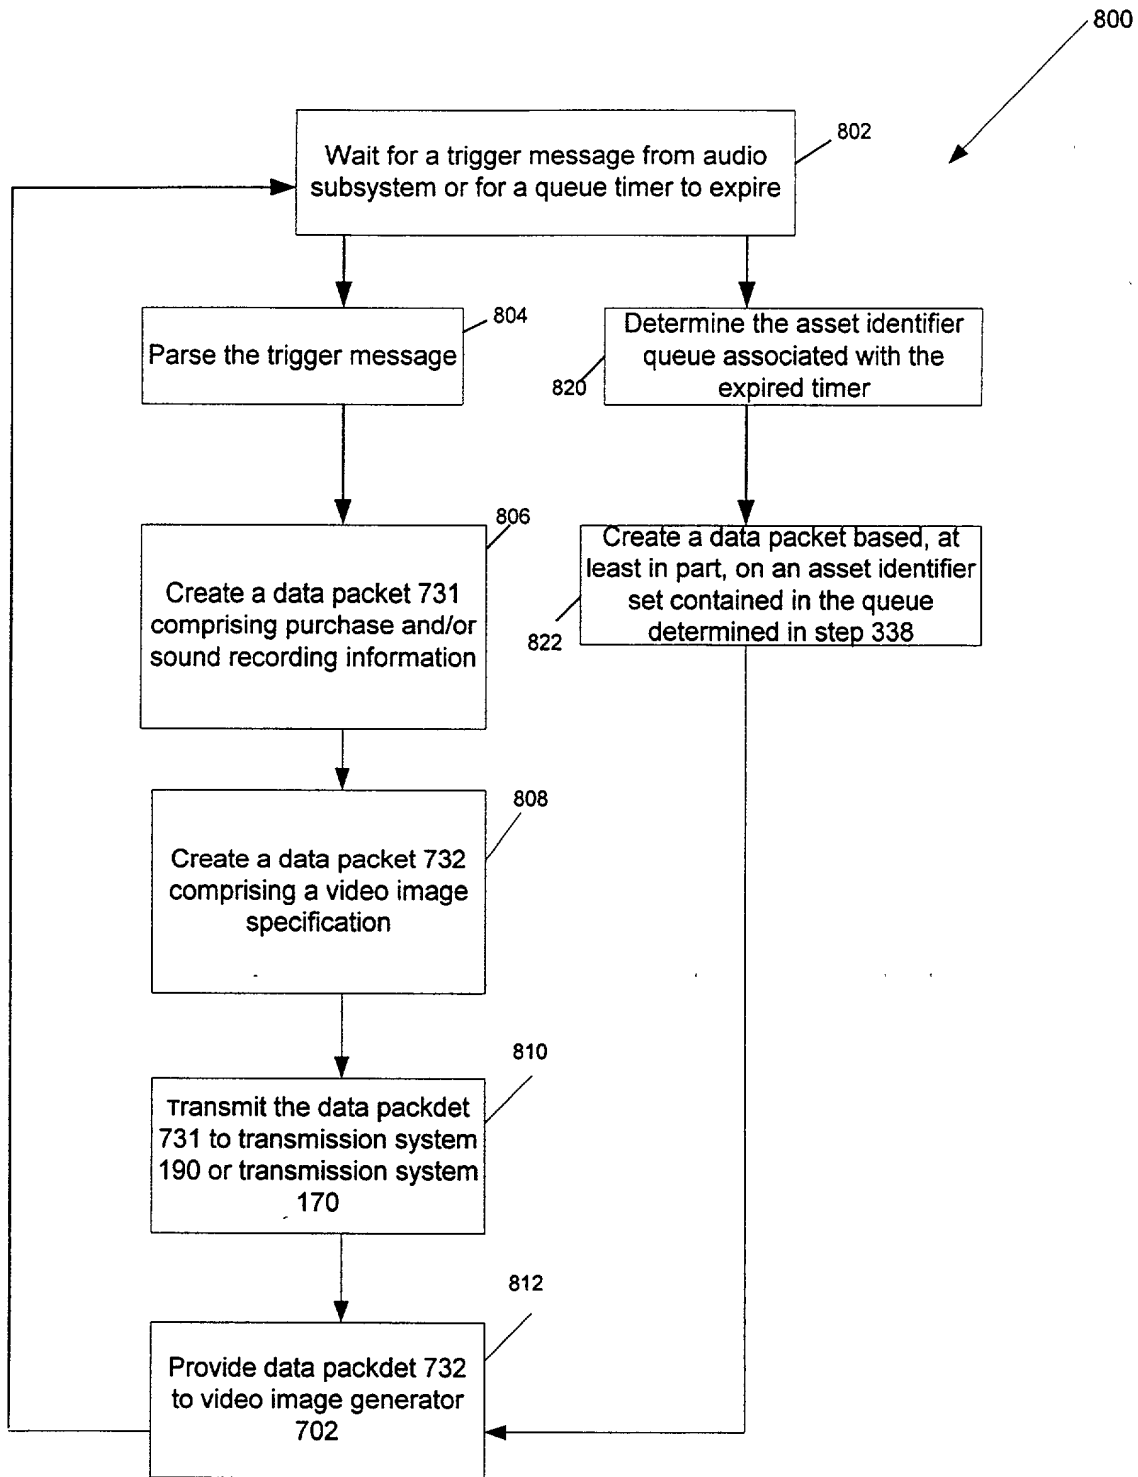 800
802
Wait for a trigger message from audio
subsystem or for a queue timer to expire
804
Parse the trigger message
Determine the asset identifier
queue associated with the
expired timer
820
806
Create a data packet 731
comprising purchase and/or
sound recording information
Create a data packet based, at
least in part, on an asset identifier
set contained in the queue
determined in step 338
822
808
Create a data packet 732
comprising a video image
specification
810
Transmit the data packdet
731 to transmission system
190 or transmission system
170
812
Provide data packdet 732
to video image generator
702